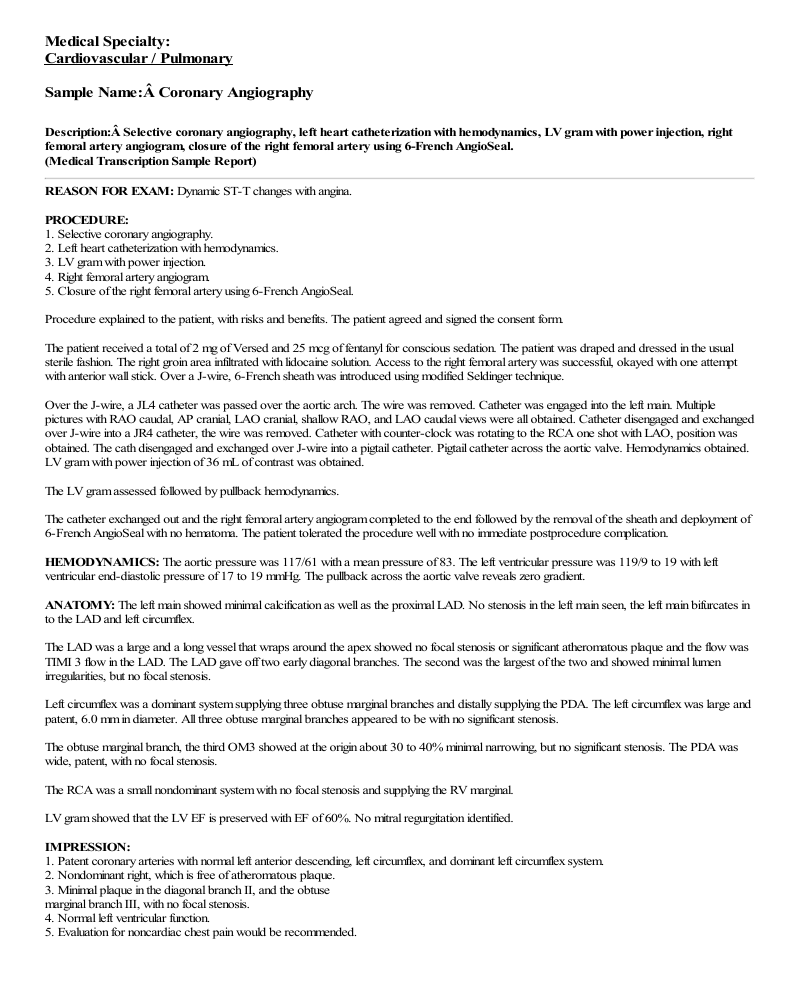 Medical Specialty:
Cardiovascular / Pulmonary
Sample Name:Â Coronary Angiography
Description:Â Selective coronary angiography, left heart catheterization with hemodynamics, LV gram with power injection, right
femoral artery angiogram, closure of the right femoral artery using 6-French AngioSeal.
(Medical Transcription Sample Report)
REASON FOR EXAM: Dynamic ST-T changes with angina.
PROCEDURE:
1. Selective coronary angiography.
2. Left heart catheterization with hemodynamics.
3. LV gram with power injection.
4. Right femoral artery angiogram.
5. Closure of the right femoral artery using 6-French AngioSeal.
Procedure explained to the patient, with risks and benefits. The patient agreed and signed the consent form.
The patient received a total of 2 mg of Versed and 25 mcg of fentanyl for conscious sedation. The patient was draped and dressed in the usual
sterile fashion. The right groin area infiltrated with lidocaine solution. Access to the right femoral artery was successful, okayed with one attempt
with anterior wall stick. Over a J-wire, 6-French sheath was introduced using modified Seldinger technique.
Over the J-wire, a JL4 catheter was passed over the aortic arch. The wire was removed. Catheter was engaged into the left main. Multiple
pictures with RAO caudal, AP cranial, LAO cranial, shallow RAO, and LAO caudal views were all obtained. Catheter disengaged and exchanged
over J-wire into a JR4 catheter, the wire was removed. Catheter with counter-clock was rotating to the RCA one shot with LAO, position was
obtained. The cath disengaged and exchanged over J-wire into a pigtail catheter. Pigtail catheter across the aortic valve. Hemodynamics obtained.
LV gram with power injection of 36 mL of contrast was obtained.
The LV gram assessed followed by pullback hemodynamics.
The catheter exchanged out and the right femoral artery angiogram completed to the end followed by the removal of the sheath and deployment of
6-French AngioSeal with no hematoma. The patient tolerated the procedure well with no immediate postprocedure complication.
HEMODYNAMICS: The aortic pressure was 117/61 with a mean pressure of 83. The left ventricular pressure was 119/9 to 19 with left
ventricular end-diastolic pressure of 17 to 19 mmHg. The pullback across the aortic valve reveals zero gradient.
ANATOMY: The left main showed minimal calcification as well as the proximal LAD. No stenosis in the left main seen, the left main bifurcates in
to the LAD and left circumflex.
The LAD was a large and a long vessel that wraps around the apex showed no focal stenosis or significant atheromatous plaque and the flow was
TIMI 3 flow in the LAD. The LAD gave off two early diagonal branches. The second was the largest of the two and showed minimal lumen
irregularities, but no focal stenosis.
Left circumflex was a dominant system supplying three obtuse marginal branches and distally supplying the PDA. The left circumflex was large and
patent, 6.0 mm in diameter. All three obtuse marginal branches appeared to be with no significant stenosis.
The obtuse marginal branch, the third OM3 showed at the origin about 30 to 40% minimal narrowing, but no significant stenosis. The PDA was
wide, patent, with no focal stenosis.
The RCA was a small nondominant system with no focal stenosis and supplying the RV marginal.
LV gram showed that the LV EF is preserved with EF of 60%. No mitral regurgitation identified.
IMPRESSION:
1. Patent coronary arteries with normal left anterior descending, left circumflex, and dominant left circumflex system.
2. Nondominant right, which is free of atheromatous plaque.
3. Minimal plaque in the diagonal branch II, and the obtuse
marginal branch III, with no focal stenosis.
4. Normal left ventricular function.
5. Evaluation for noncardiac chest pain would be recommended.